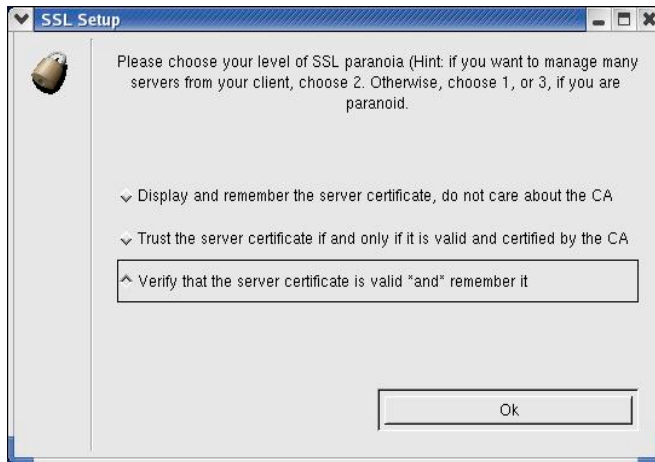 SSL Setup
Please choose your level of SSL paranoia (Hint: if you want to manage many
servers from your client, choose 2. Otherwise, choose 1, or 3, if you are
paranoid.
Display and remember the server certificate, do not care about the CA
Trust the server certificate if and only if it is valid and certified by the CA
Verify that the server certificate is valid *and* remember it
Ok